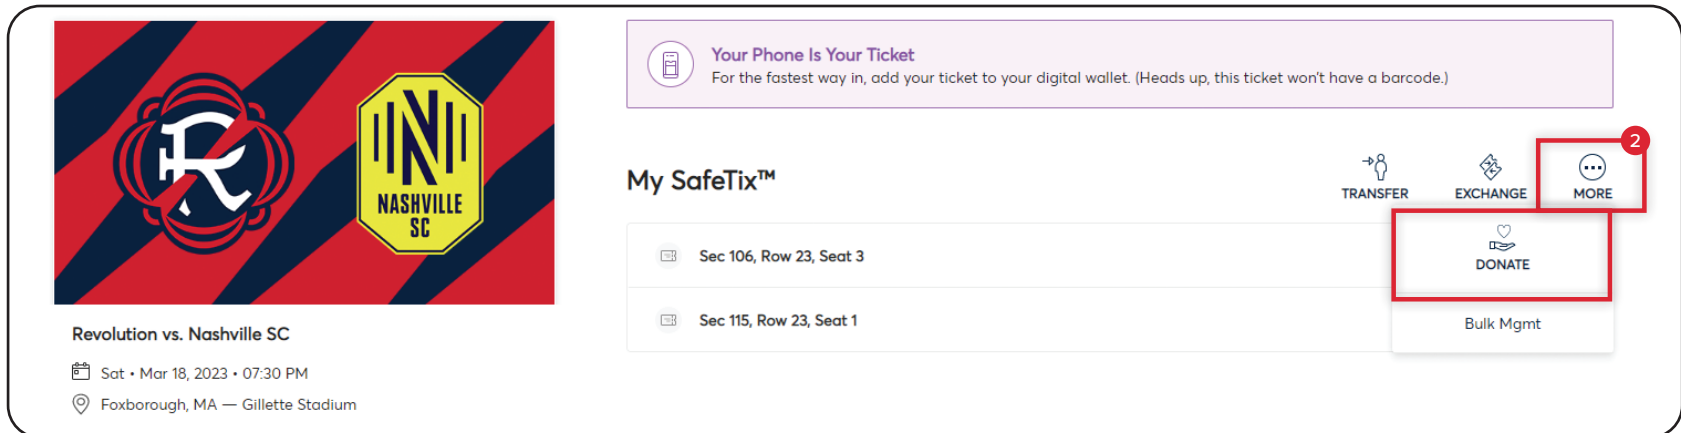 R
N
NASHVILLE
SC
Revolution vs. Nashville SC
Sat • Mar 18, 2023 • 07:30 PM
Foxborough, MA — Gillette Stadium
Your Phone Is Your Ticket
For the fastest way in, add your ticket to your digital wallet. (Heads up, this ticket won't have a barcode.)
My SafeTix™
TRANSFER
EXCHANGE
2
MORE
Sec 106, Row 23, Seat 3
DONATE
Sec 115, Row 23, Seat 1
Bulk Mgmt